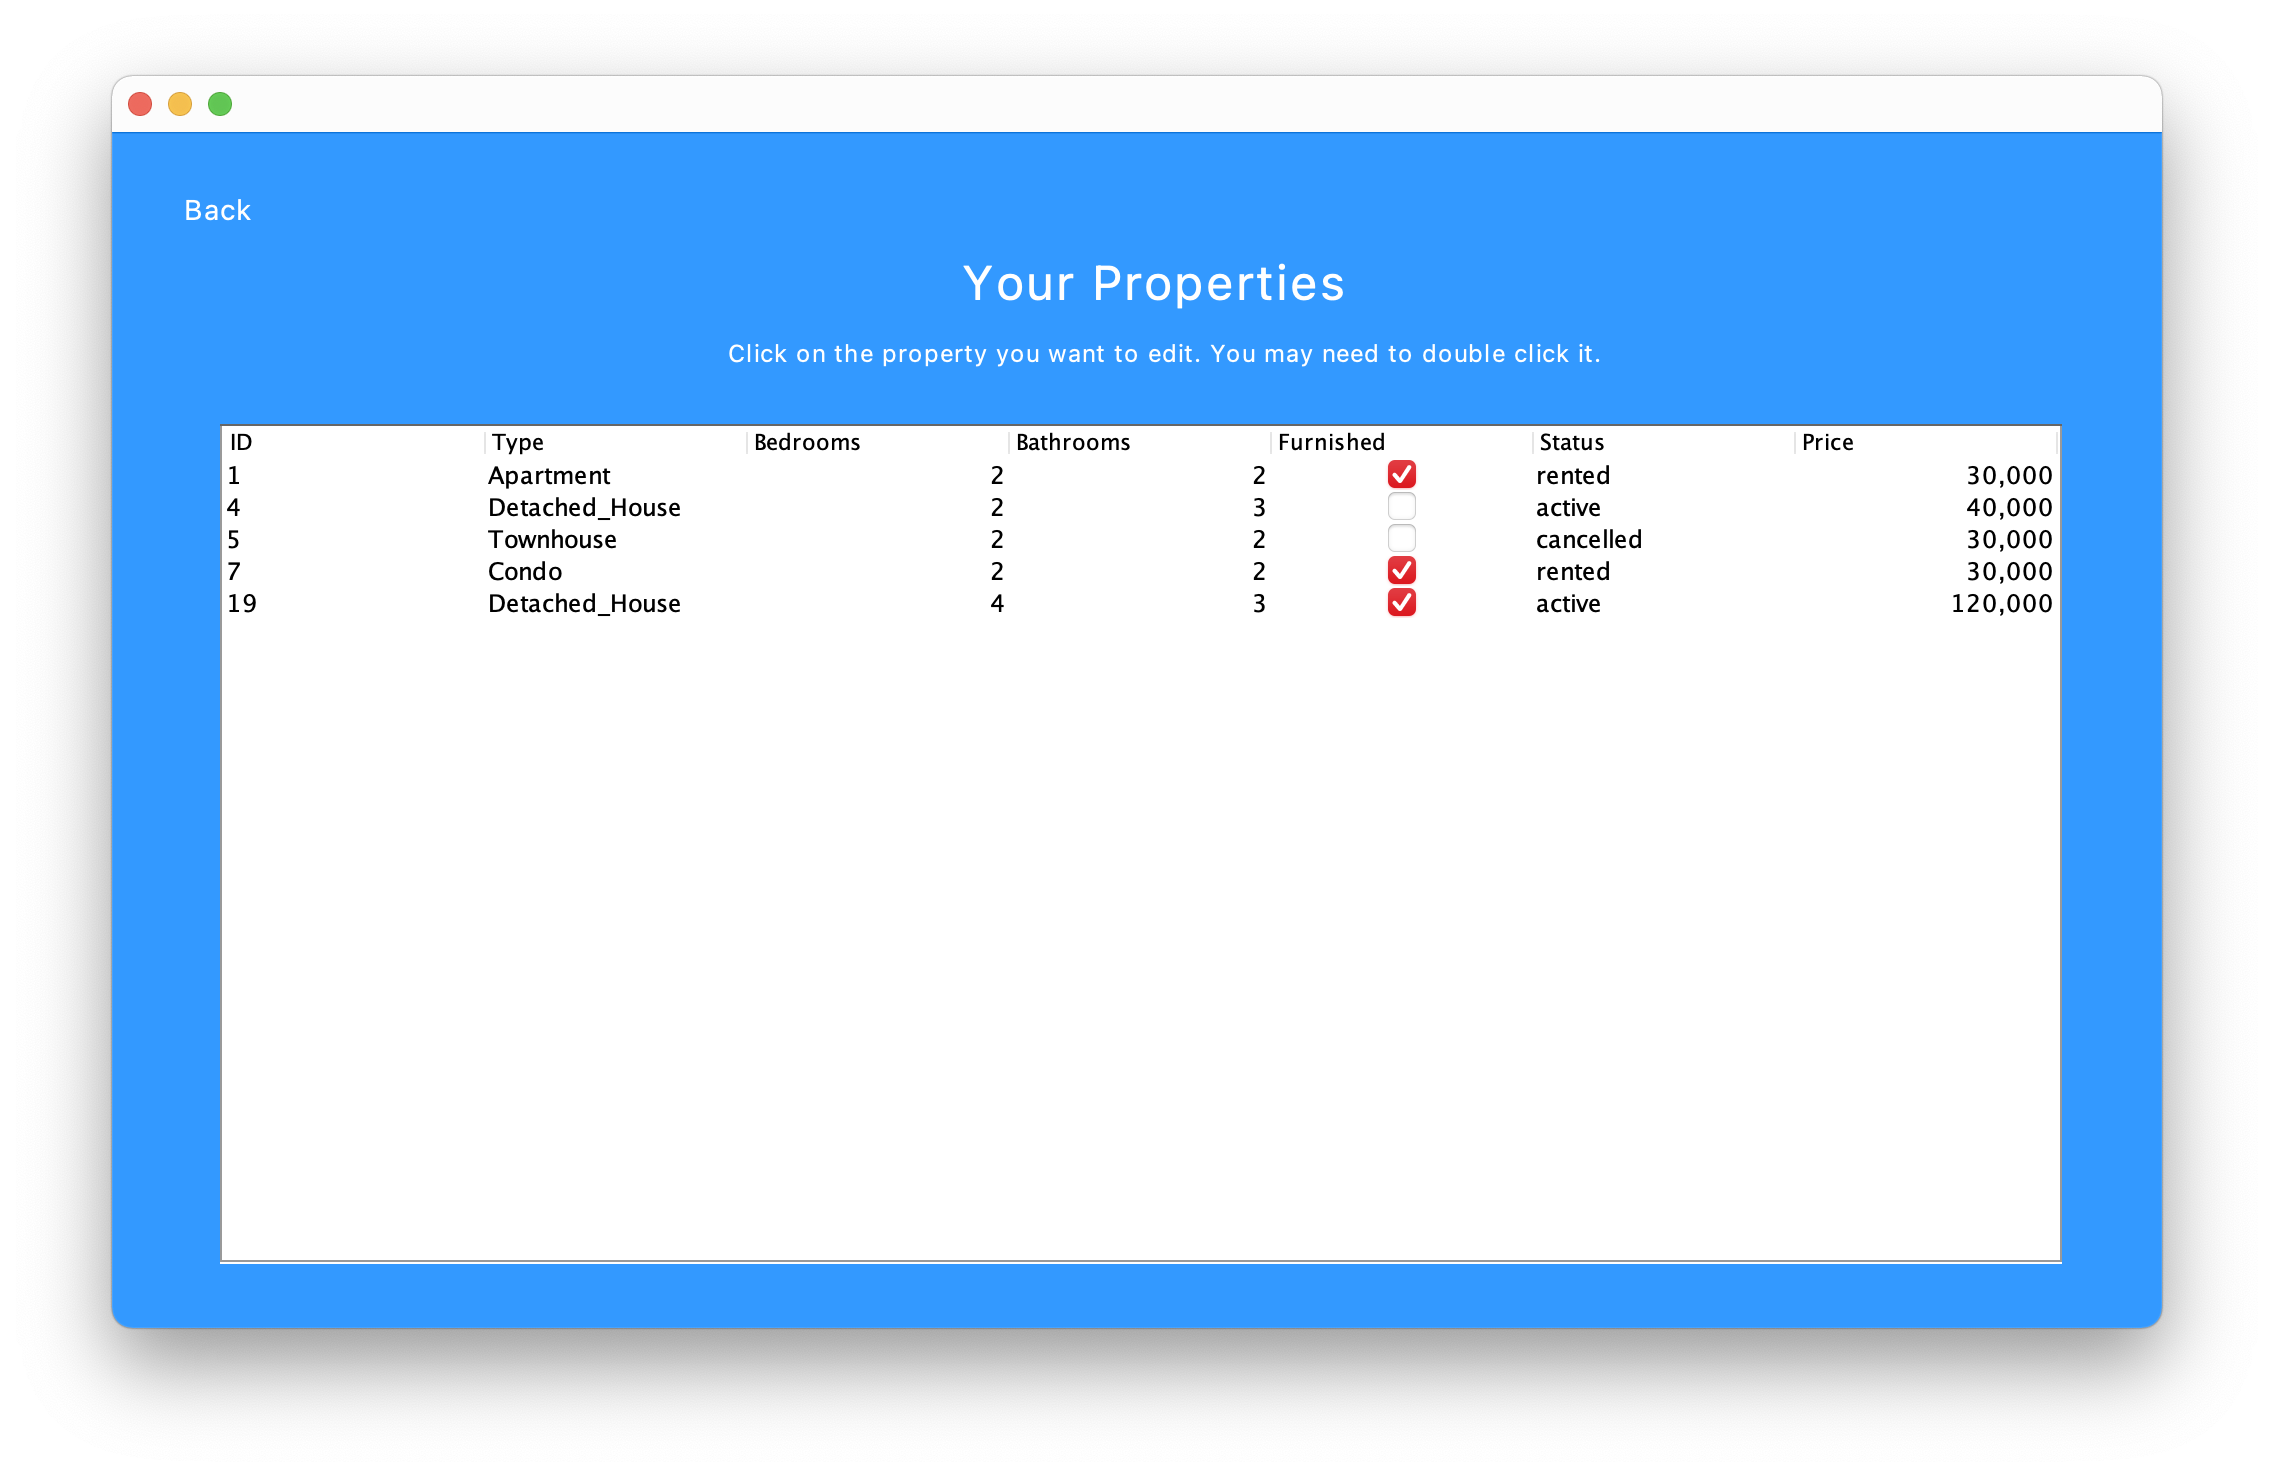 Back
Your Properties
Click on the property you want to edit. You may need to double click it.
ID Type Bedrooms Bathrooms Furnished Status Price
1 Apartment 2 2 rented 30,000
4 Detached_House 2 3 active 40,000
5 Townhouse 2 2 cancelled 30,000
7 Condo 2 2 rented 30,000
19 Detached_House 4 3 active 120,000